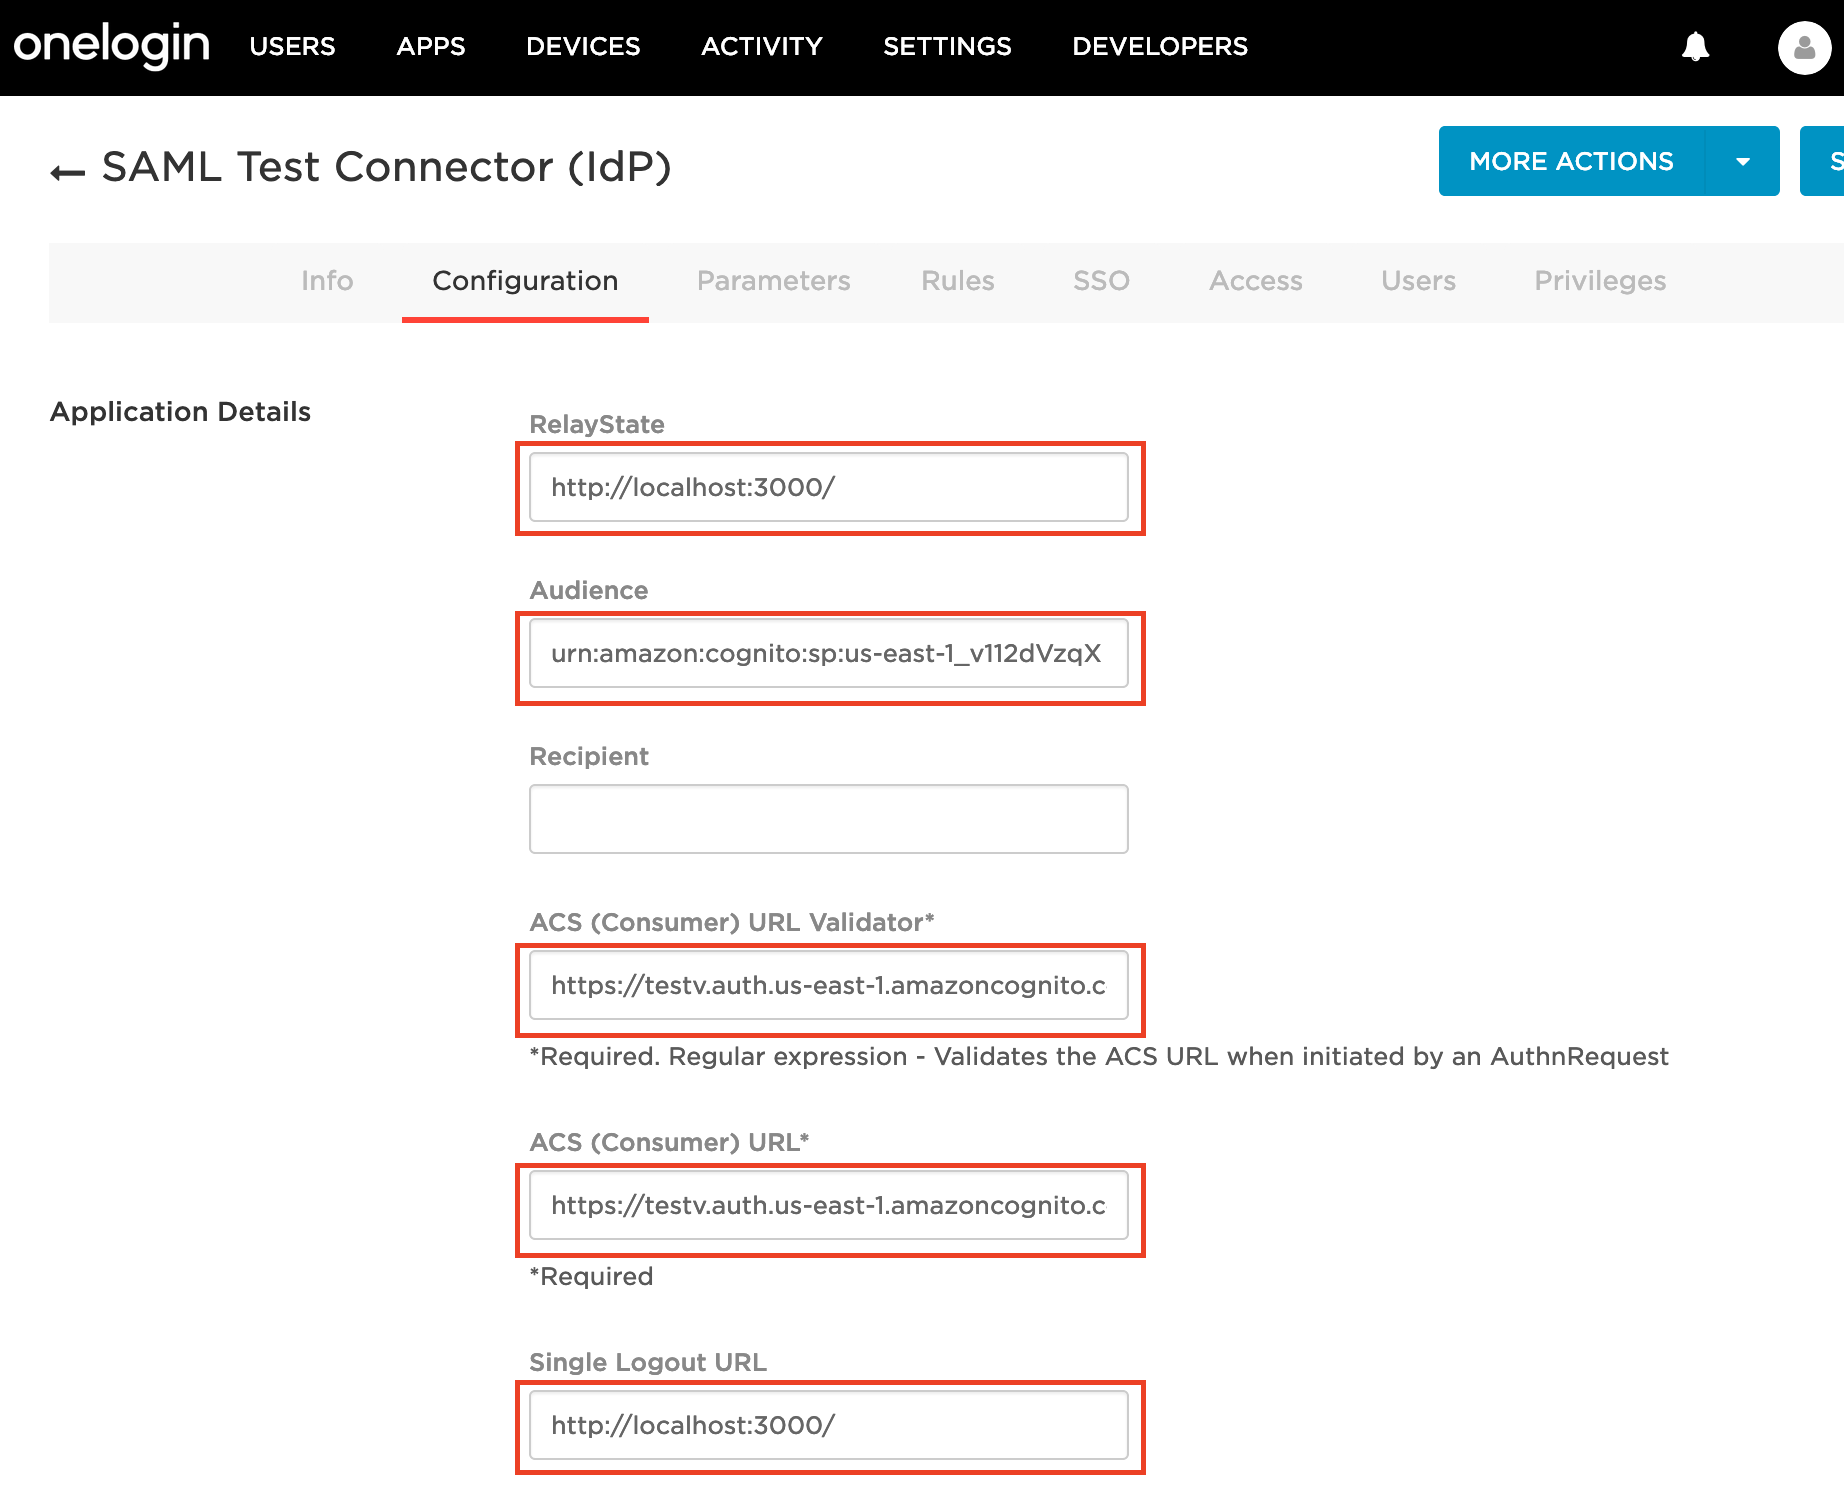 onelogin USERS APPS DEVICES ACTIVITY SETTINGS DEVELOPERS
SAML Test Connector (IdP)
MORE ACTIONS
S
Info Configuration Parameters Rules SSO Access Users Privileges
Application Details
RelayState
http://localhost:3000/
Audience
urn:amazon:cognito:sp:us-east-1_v112dVzqX
Recipient
ACS (Consumer) URL Validator*
https://testv.auth.us-east-1.amazoncognito.c
*Required. Regular expression - Validates the ACS URL when initiated by an AuthnRequest
ACS (Consumer) URL*
https://testv.auth.us-east-1.amazoncognito.c
*Required
Single Logout URL
http://localhost:3000/